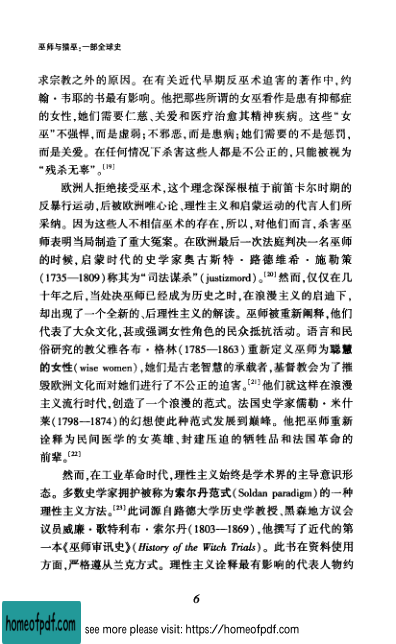 巫师与猎巫：一部全球史
求宗教之外的原因。在有关近代早期反巫术迫害的著作中，约
翰·韦耶的书最有影响。他把那些所谓的女巫看作是患有抑郁症
的女性，她们需要仁慈、关爱和医疗治愈其精神疾病。这些“女
巫”不强悍，而是虚弱；不邪恶，而是患病；她们需要的不是惩罚，
而是关爱。在任何情况下杀害这些人都是不公正的，只能被视为
“残杀无辜”。[19]
欧洲人拒绝接受巫术，这个理念深深根植于前笛卡尔时期的
反暴行运动，后被欧洲唯心论、理性主义和启蒙运动的代言人们所
采纳。因为这些人不相信巫术的存在，所以，对他们而言，杀害巫
师表明当局制造了重大冤案。在欧洲最后一次法庭判决一名巫师
的时候，启蒙时代的史学家奥古斯特·路德维希·施勒策
(1735—1809)称其为“司法谋杀”(justizmord)。[20]然而，仅仅在几
十年之后，当处决巫师已经成为历史之时，在浪漫主义的启迪下，
却出现了一个全新的、后理性主义的解读。巫师被重新阐释，他们
代表了大众文化，甚或强调女性角色的民众抵抗活动。语言和民
俗研究的教父雅各布·格林(1785—1863)重新定义巫师为聪慧
的女性(wise women)，她们是古老智慧的承载者，基督教会为了摧
毁欧洲文化而对她们进行了不公正的迫害。[21]他们就这样在浪漫
主义流行时代，创造了一个浪漫的范式。法国史学家儒勒·米什
莱(1798—1874)的幻想使此种范式发展到巅峰。他把巫师重新
诠释为民间医学的女英雄、封建压迫的牺牲品和法国革命的
前辈。[22]
然而，在工业革命时代，理性主义始终是学术界的主导意识形
态。多数史学家拥护被称为索尔丹范式(Soldan paradigm)的一种
理性主义方法。[23]此词源自路德大学历史学教授、黑森地方议会
议员威廉·歌特利布·索尔丹(1803—1869)，他撰写了近代的第
一本《巫师审讯史》(History of the Witch Trials)。此书在资料使用
方面，严格遵从兰克方式。理性主义诠释最有影响的代表人物约
6
homeofpdf.com
see more please visit: https://homeofpdf.com